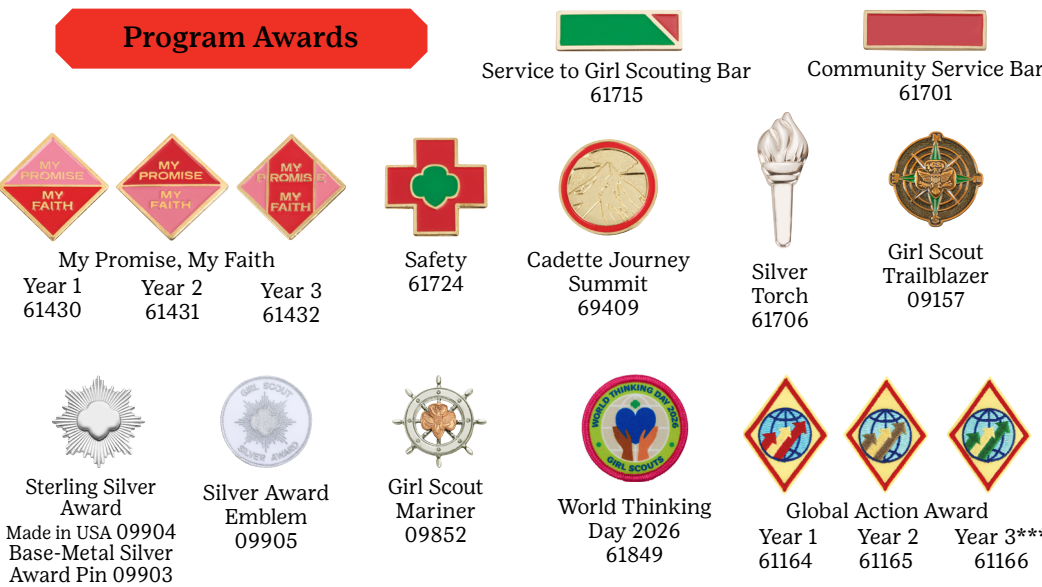 Program Awards
Service to Girl Scouting Bar
61715
Community Service Bar
61701
MY
PROMISE
MY
FAITH
MY
PROMISE
MY
FAITH
MY
PROMISE
MY
FAITH
My Promise, My Faith
Year 1
61430
Year 2
61431
Year 3
61432
Safety
61724
Cadette Journey
Summit
69409
Silver
Torch
61706
Girl Scout
Trailblazer
09157
Sterling Silver
Award
Made in USA 09904
Base-Metal Silver
Award Pin 09903
GIRL SCOUT
SILVER AWARD
Silver Award
Emblem
09905
Girl Scout
Mariner
09852
WORLD THINKING DAY 2026
GIRL SCOUTS
World Thinking
Day 2026
61849
Global Action Award
Year 1
61164
Year 2
61165
Year 3***
61166